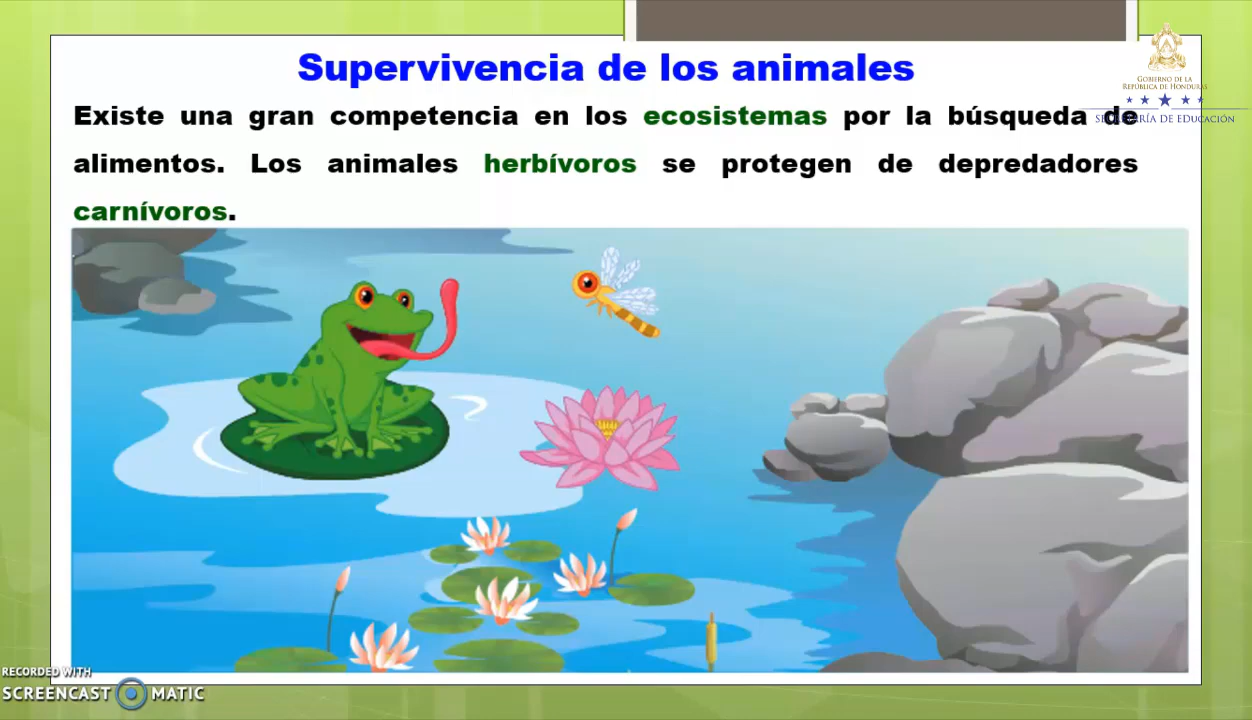 Supervivencia de los animales
Existe una gran competencia en los ecosistemas por la búsqueda de
alimentos. Los animales herbívoros se protegen de depredadores
carnívoros.
GOBIERNO DE LA
REPÚBLICA DE HONDURAS
SECRETARÍA DE EDUCACIÓN
RECORDED WITH
SCREENCAST MATIC